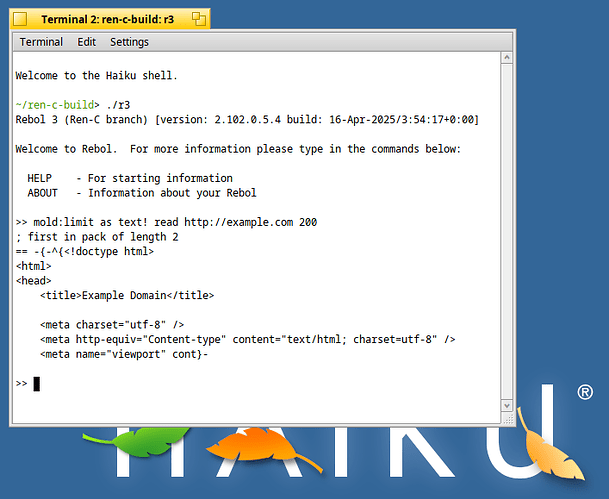 Terminal 2: ren-c-build: r3
Terminal Edit Settings
Welcome to the Haiku shell.
~/ren-c-build> ./r3
Rebol 3 (Ren-C branch) [version: 2.102.0.5.4 build: 16-Apr-2025/3:54:17+0:00]
Welcome to Rebol.  For more information please type in the commands below:
  HELP    - For starting information
  ABOUT   - Information about your Rebol
>> mold:limit as text! read http://example.com 200
; first in pack of length 2
== -{-^{<!doctype html>
<html>
<head>
    <title>Example Domain</title>
    <meta charset="utf-8" />
    <meta http-equiv="Content-type" content="text/html; charset=utf-8" />
    <meta name="viewport" cont}-
>>
HAIKU®